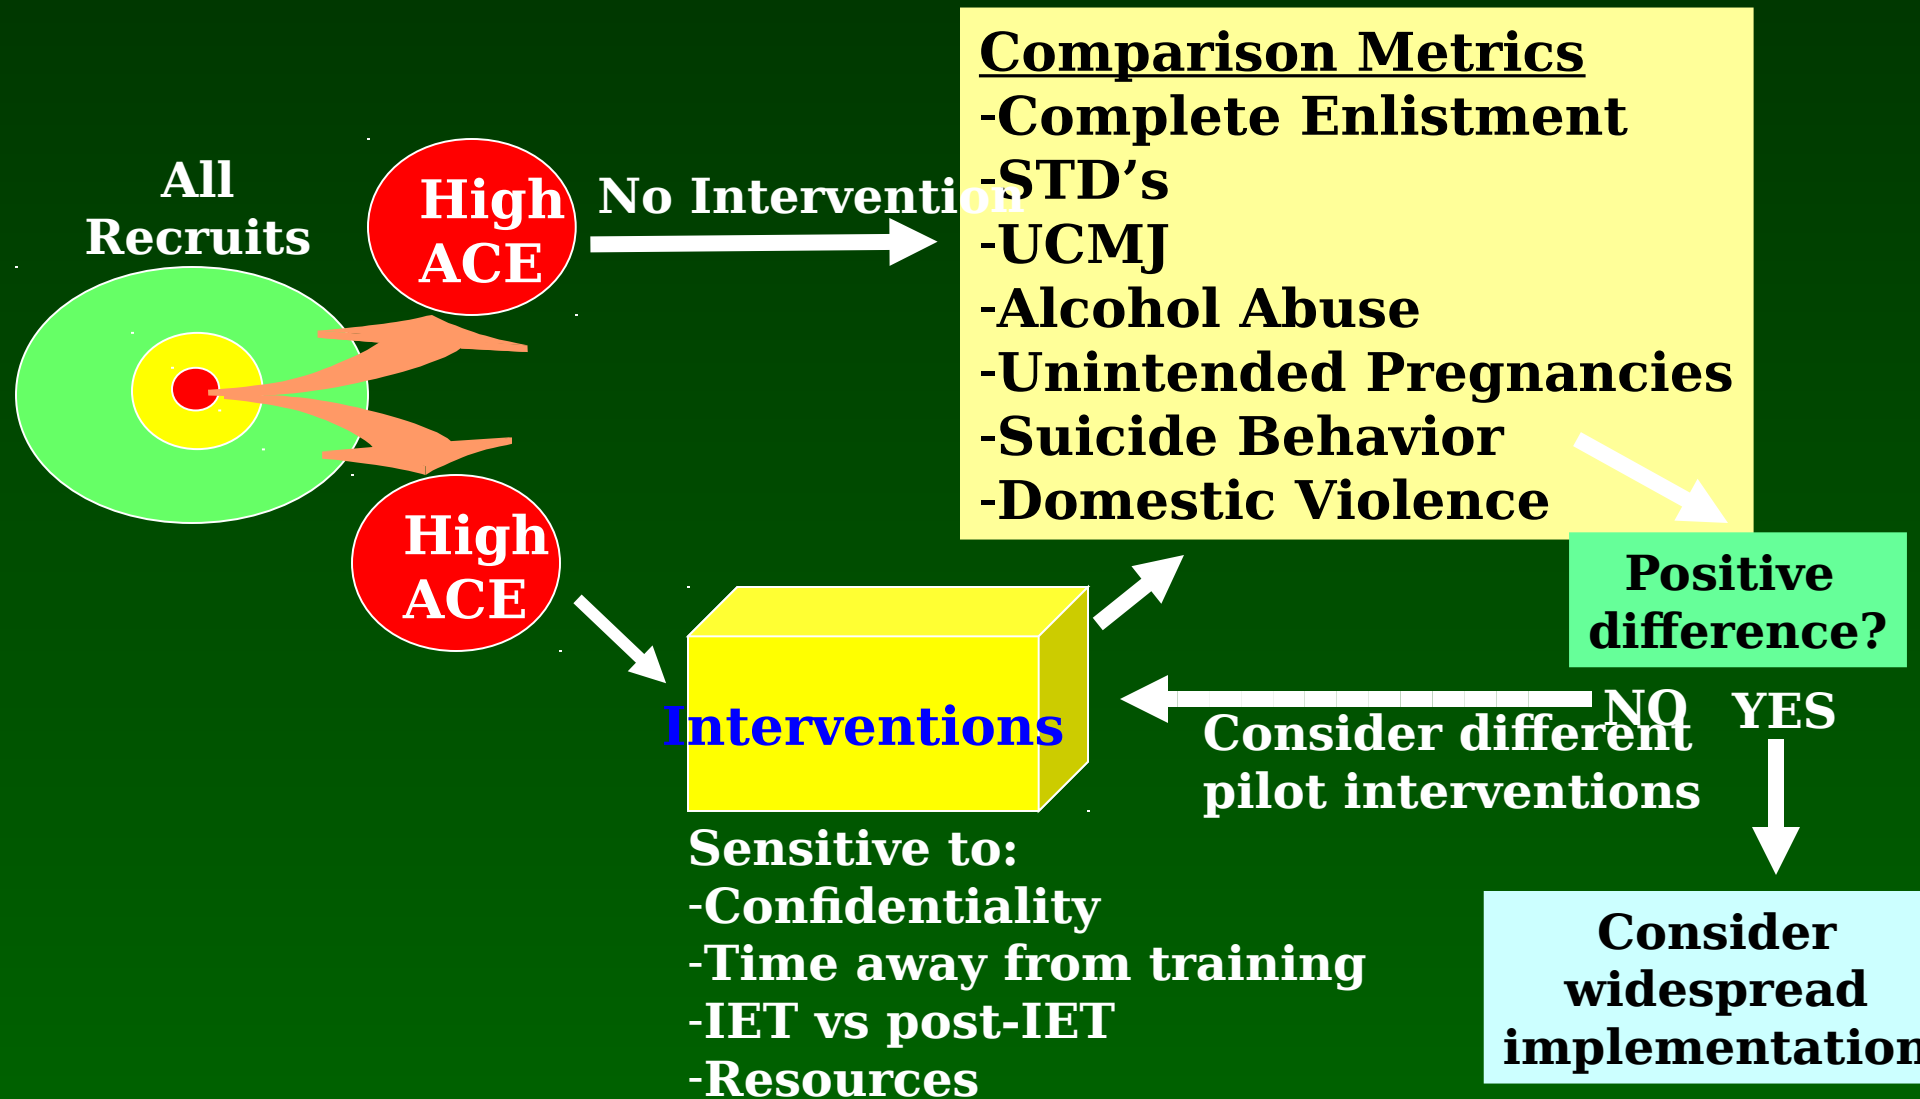 All
Recruits
High
ACE
No Intervention
High
ACE
Comparison Metrics
-Complete Enlistment
-STD’s
-UCMJ
-Alcohol Abuse
-Unintended Pregnancies
-Suicide Behavior
-Domestic Violence
Positive
difference?
NO YES
Consider different
pilot interventions
Interventions
Sensitive to:
-Confidentiality
-Time away from training
-IET vs post-IET
-Resources
Consider
widespread
implementation